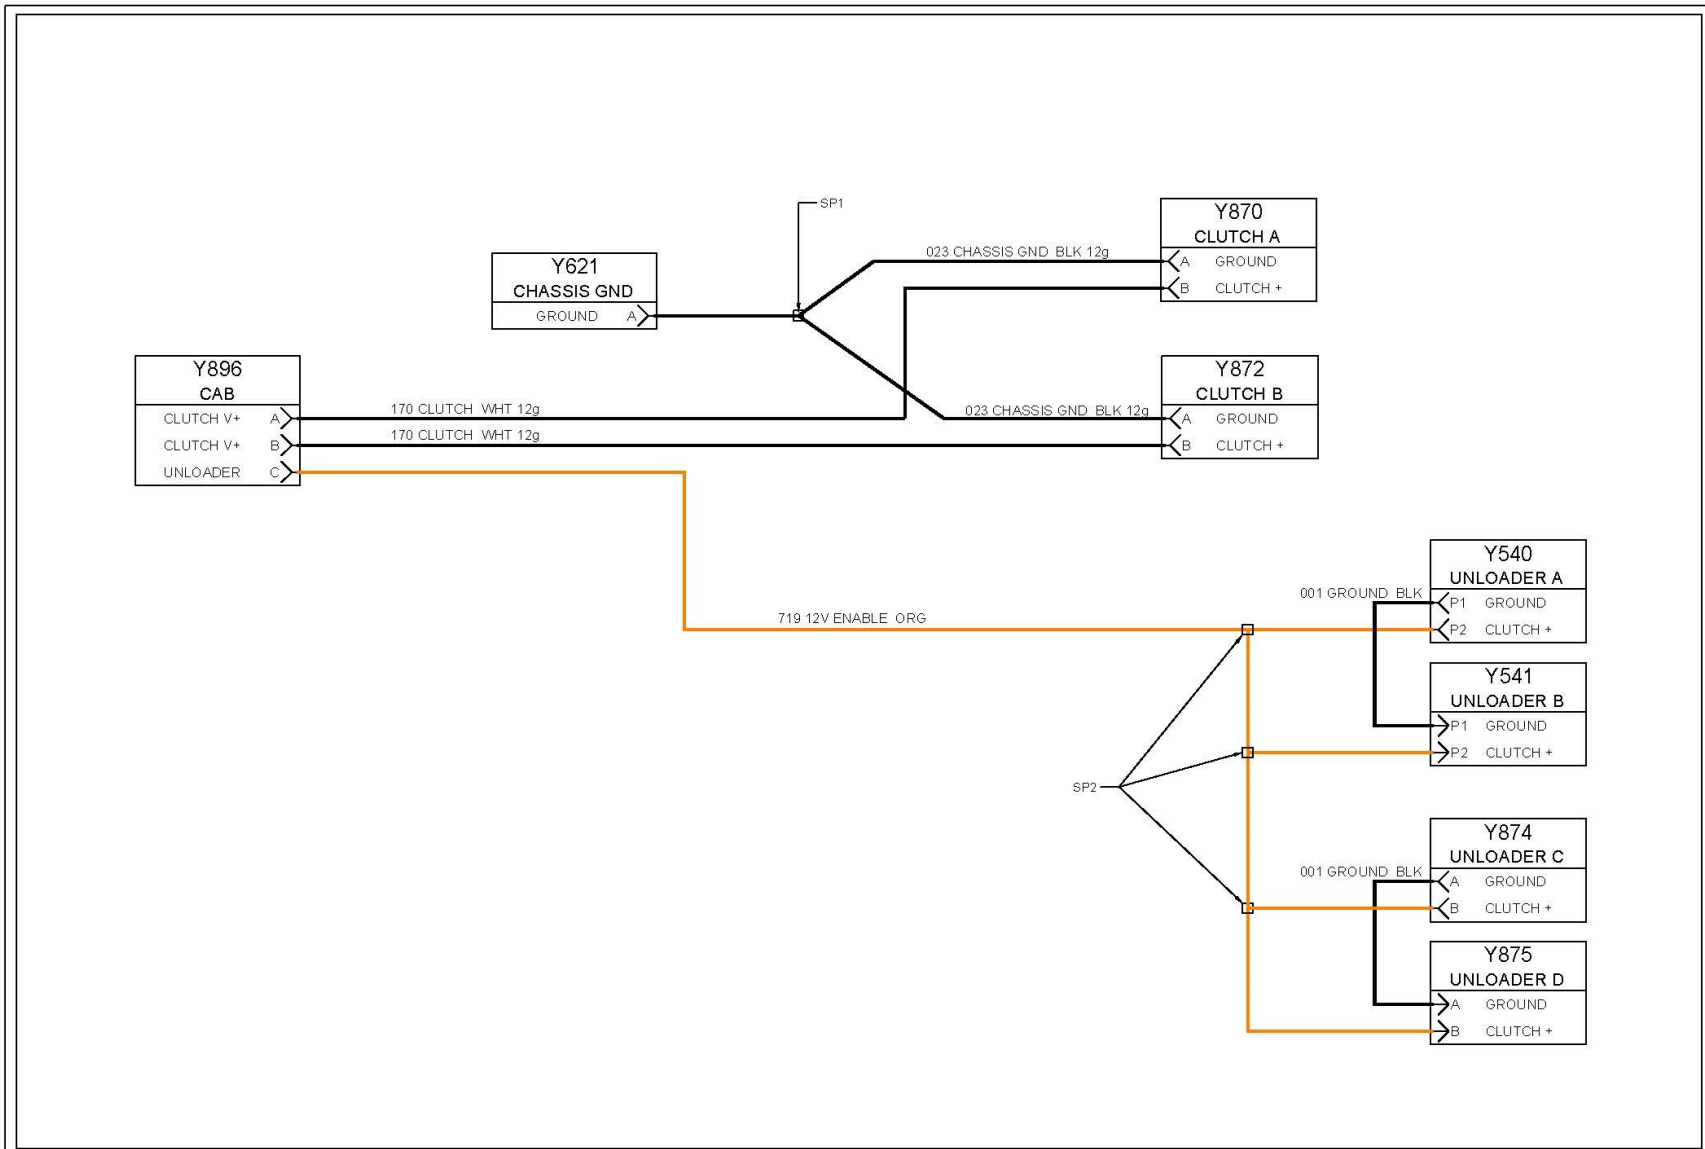 SP1
Y870
CLUTCH A
023 CHASSIS GND BLK 12g
A GROUND
B CLUTCH +
Y621
CHASSIS GND
GROUND A
Y896
CAB
CLUTCH V+ A
CLUTCH V+ B
UNLOADER C
170 CLUTCH WHT 12g
170 CLUTCH WHT 12g
Y872
CLUTCH B
023 CHASSIS GND BLK 12g
A GROUND
B CLUTCH +
719 12V ENABLE ORG
Y540
UNLOADER A
001 GROUND BLK
P1 GROUND
P2 CLUTCH +
Y541
UNLOADER B
P1 GROUND
P2 CLUTCH +
SP2
Y874
UNLOADER C
001 GROUND BLK
A GROUND
B CLUTCH +
Y875
UNLOADER D
A GROUND
B CLUTCH +